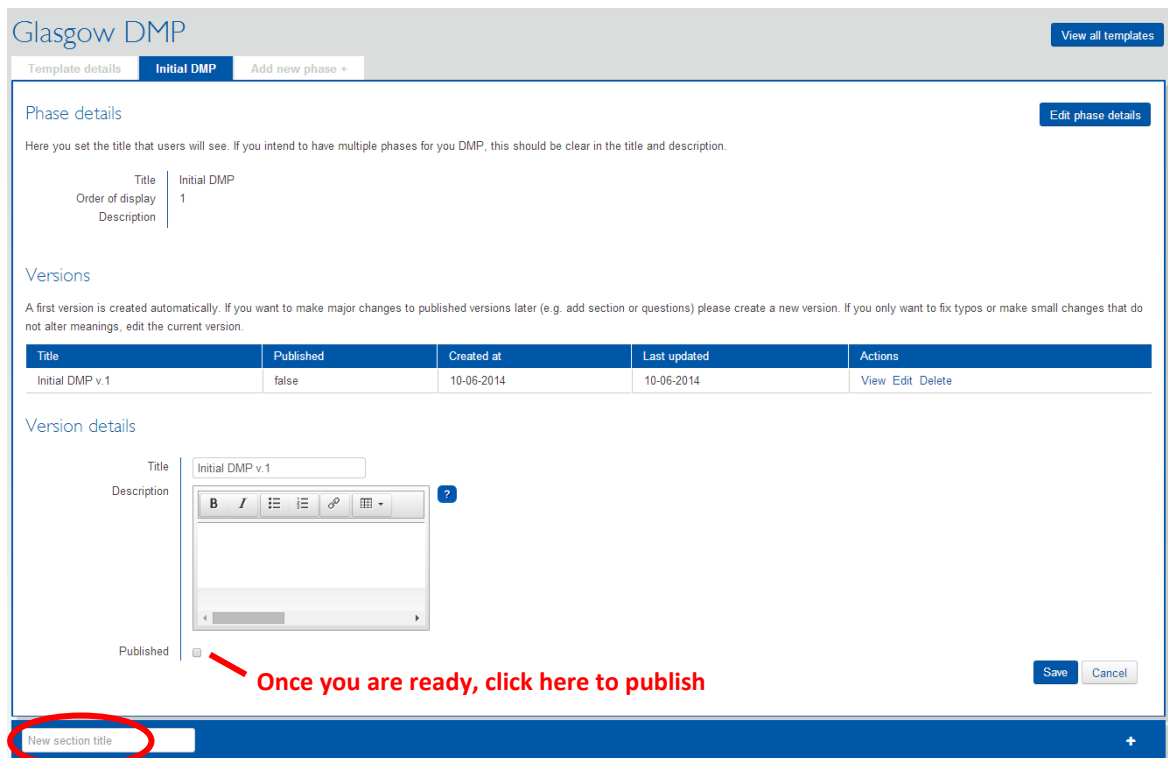 Glasgow DMP
View all templates
Template details Initial DMP Add new phase +
Phase details
Edit phase details
Here you set the title that users will see. If you intend to have multiple phases for you DMP, this should be clear in the title and description.
Title Initial DMP
Order of display 1
Description
Versions
A first version is created automatically. If you want to make major changes to published versions later (e.g. add section or questions) please create a new version. If you only want to fix typos or make small changes that do
not alter meanings, edit the current version.
Title Published Created at Last updated Actions
Initial DMP v.1 false 10-06-2014 10-06-2014 View Edit Delete
Version details
Title Initial DMP v.1
Description
B I ?
Published
Once you are ready, click here to publish
Save Cancel
New section title +